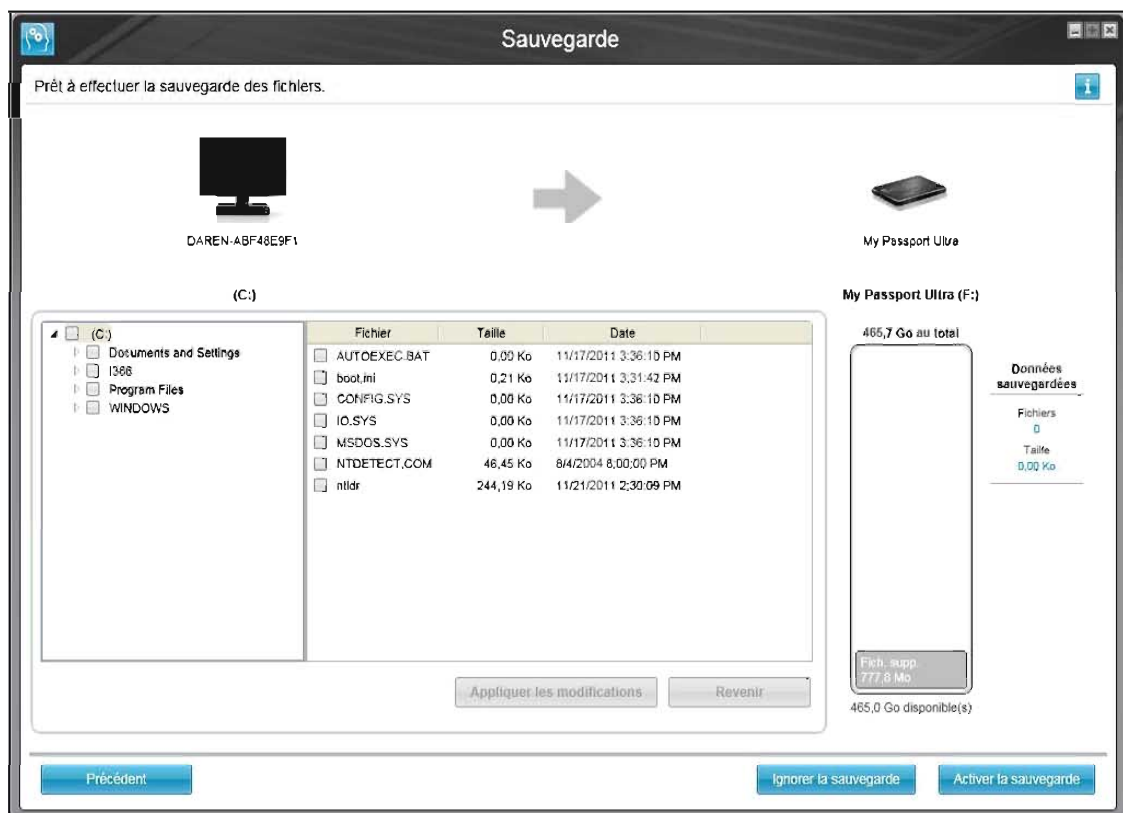 Sauvegarde
Prêt à effectuer la sauvegarde des fichiers.
DAREN-ABF48E9F1
My Passport Ultra
(C:)
My Passport Ultra (F:)
(C:)
Documents and Settings
I386
Program Files
WINDOWS
Fichier Taille Date
AUTOEXEC.BAT 0,00 Ko 11/17/2011 3:36:10 PM
boot.ini 0,21 Ko 11/17/2011 3:31:42 PM
CONFIG.SYS 0,00 Ko 11/17/2011 3:36:10 PM
IO.SYS 0,00 Ko 11/17/2011 3:36:10 PM
MSDOS.SYS 0,00 Ko 11/17/2011 3:36:10 PM
NTDETECT.COM 46,45 Ko 8/4/2004 8:00:00 PM
ntldr 244,19 Ko 11/21/2011 2:30:09 PM
Appliquer les modifications
Revenir
465,7 Go au total
Fich. supp.
777,8 Mo
465,0 Go disponible(s)
Données
sauvegardées
Fichiers
0
Taille
0,00 Ko
Précédent
Ignorer la sauvegarde
Activer la sauvegarde